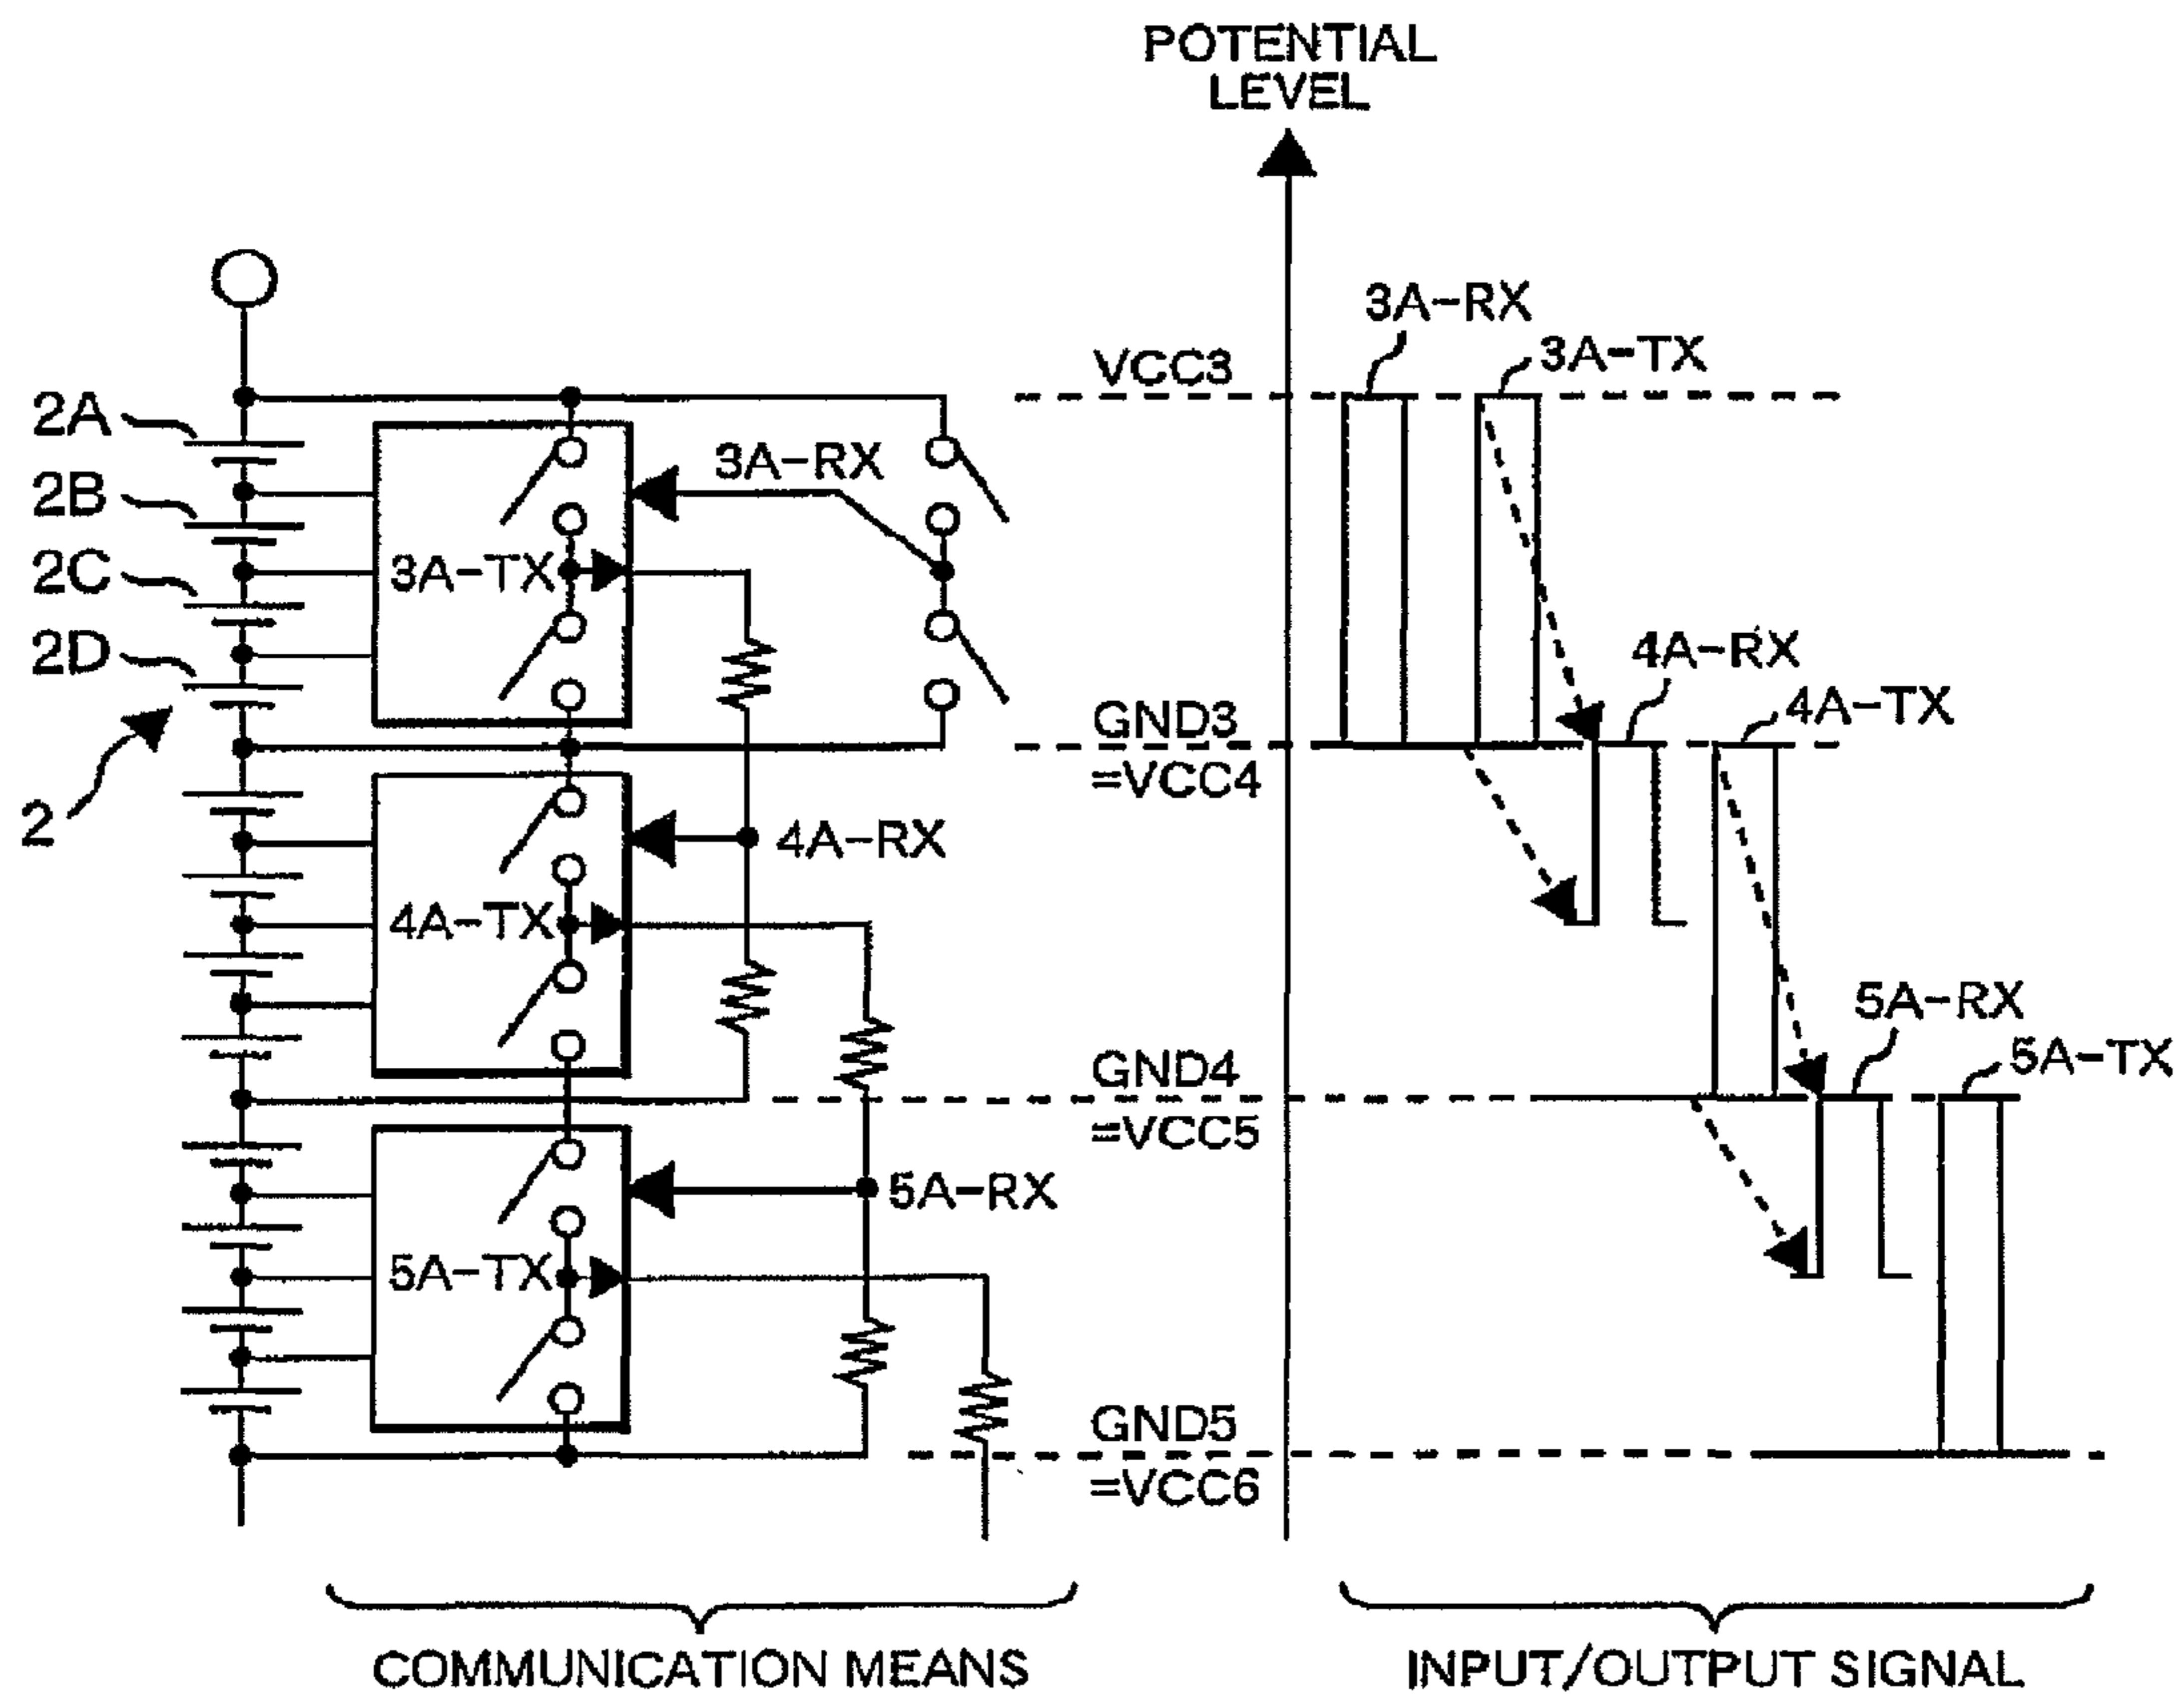 POTENTIAL
LEVEL
3A-RX
3A-TX
VCC3
2A
2B
2C
2D
2
3A-RX
3A-TX
GND3
=VCC4
4A-RX
4A-TX
4A-RX
4A-TX
GND4
=VCC5
5A-RX
5A-TX
5A-RX
5A-TX
GND5
=VCC6
COMMUNICATION MEANS
INPUT/OUTPUT SIGNAL